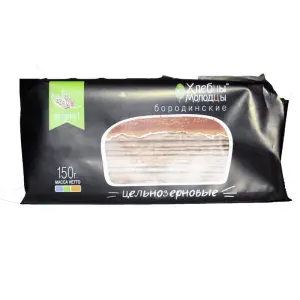 Хлебцы
Молодцы
бородинские
150г
МАССА НЕТТО
цельнозерновые